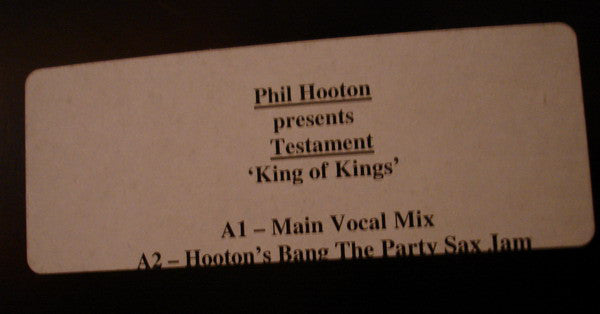 Phil Hooton
presents
Testament
‘King of Kings’
A1 – Main Vocal Mix
A2 – Hooton’s Bang The Party Sax Jam